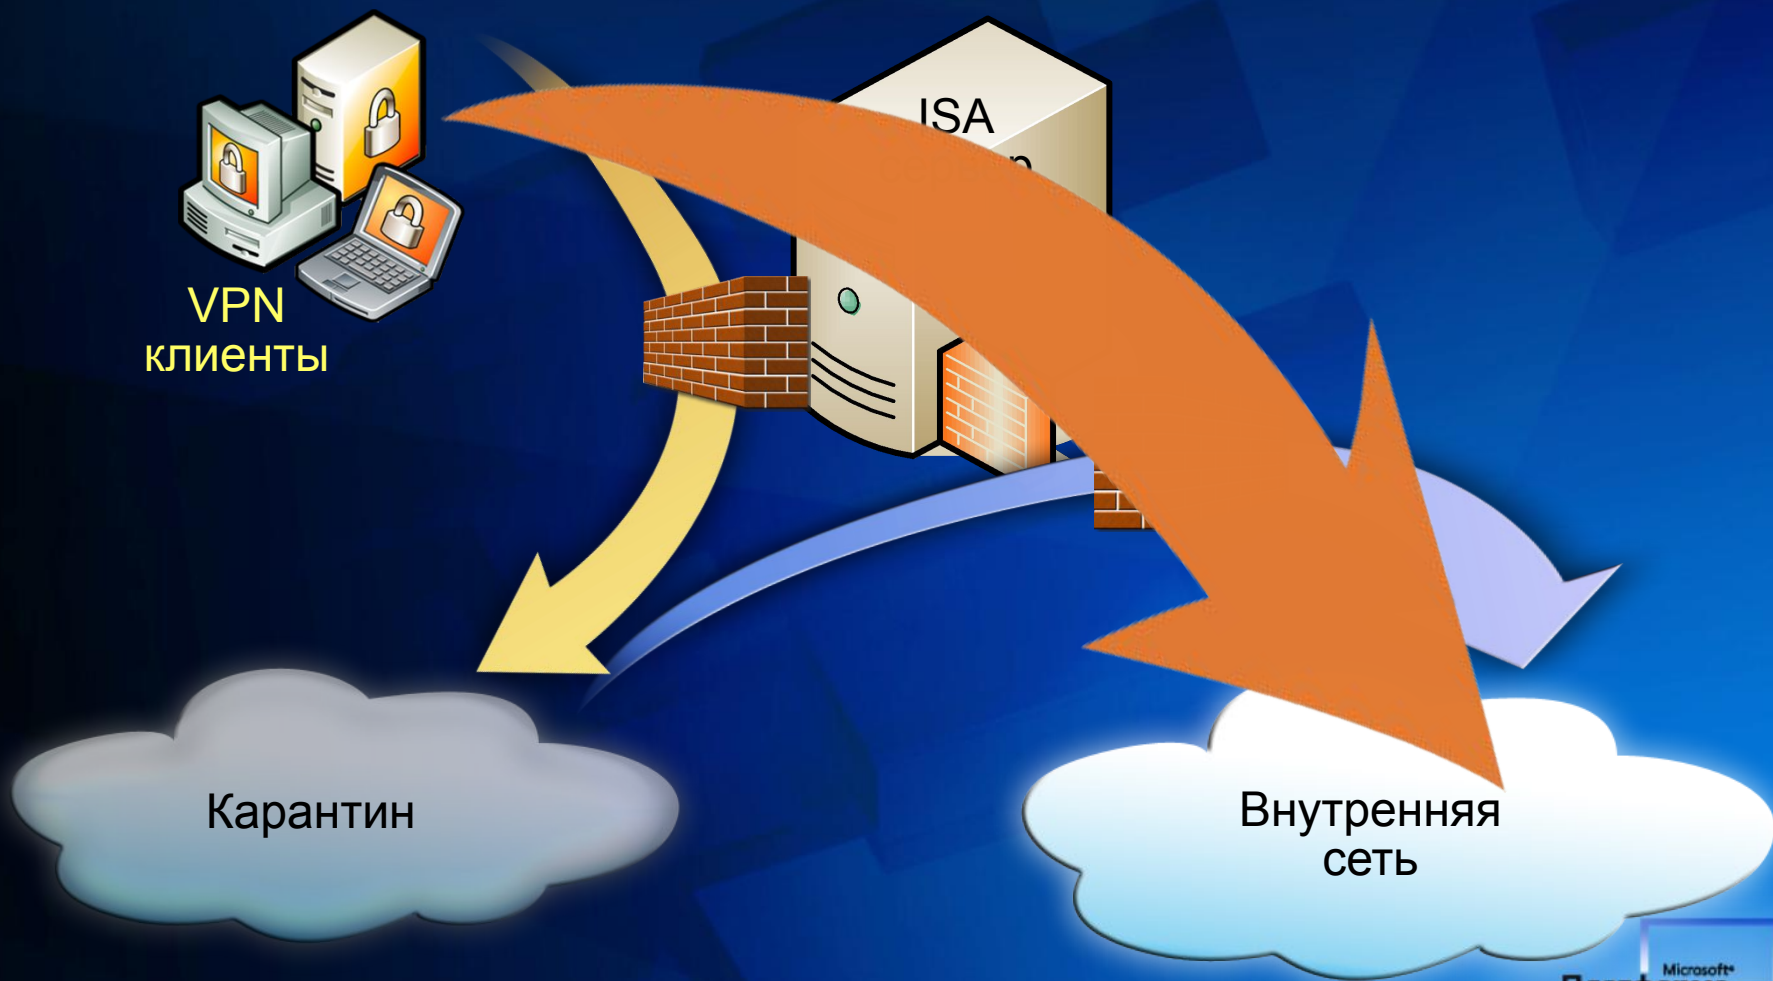 ISA
VPN
клиенты
Карантин
Внутренняя
сеть
Microsoft